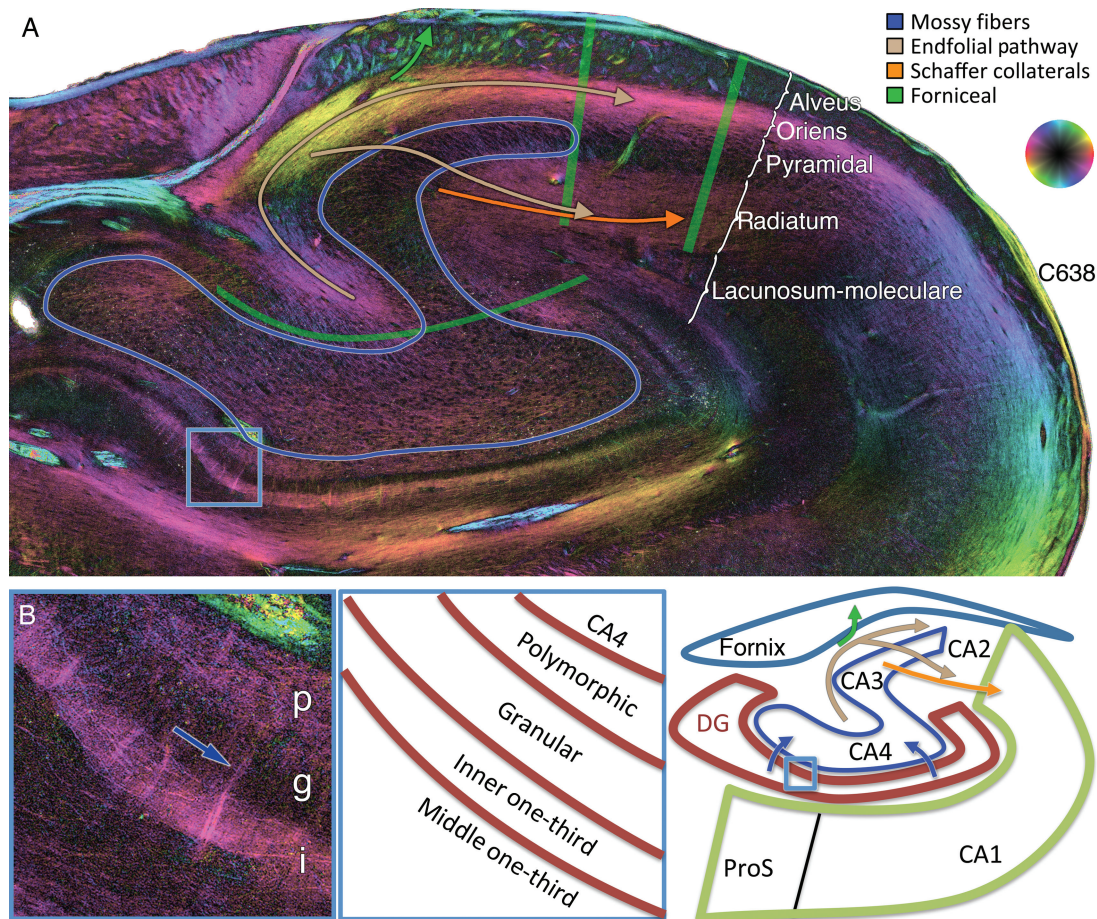 A
Mossy fibers
Endfolial pathway
Schaffer collaterals
Forniceal
Alveus
Oriens
Pyramidal
Radiatum
C638
Lacunosum-moleculare
B
p
g
i
CA4
Polymorphic
Granular
Inner one-third
Middle one-third
Fornix
CA2
CA3
DG
CA4
ProS
CA1